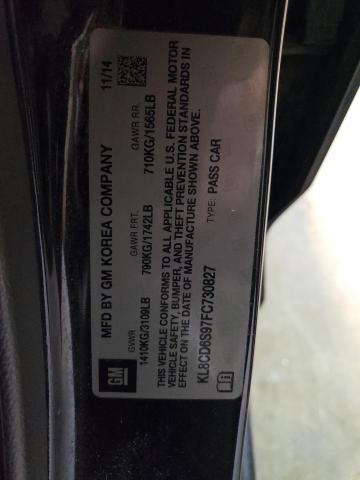 MFD BY GM KOREA COMPANY 11/14
GVWR GAWR FRT. GAWR RR.
1410KG/3109LB 790KG/1742LB 710KG/1565LB
THIS VEHICLE CONFORMS TO ALL APPLICABLE U.S. FEDERAL MOTOR
VEHICLE SAFETY, BUMPER, AND THEFT PREVENTION STANDARDS IN
EFFECT ON THE DATE OF MANUFACTURE SHOWN ABOVE.
KL8CD6S97FC730827 TYPE: PASS CAR
GM